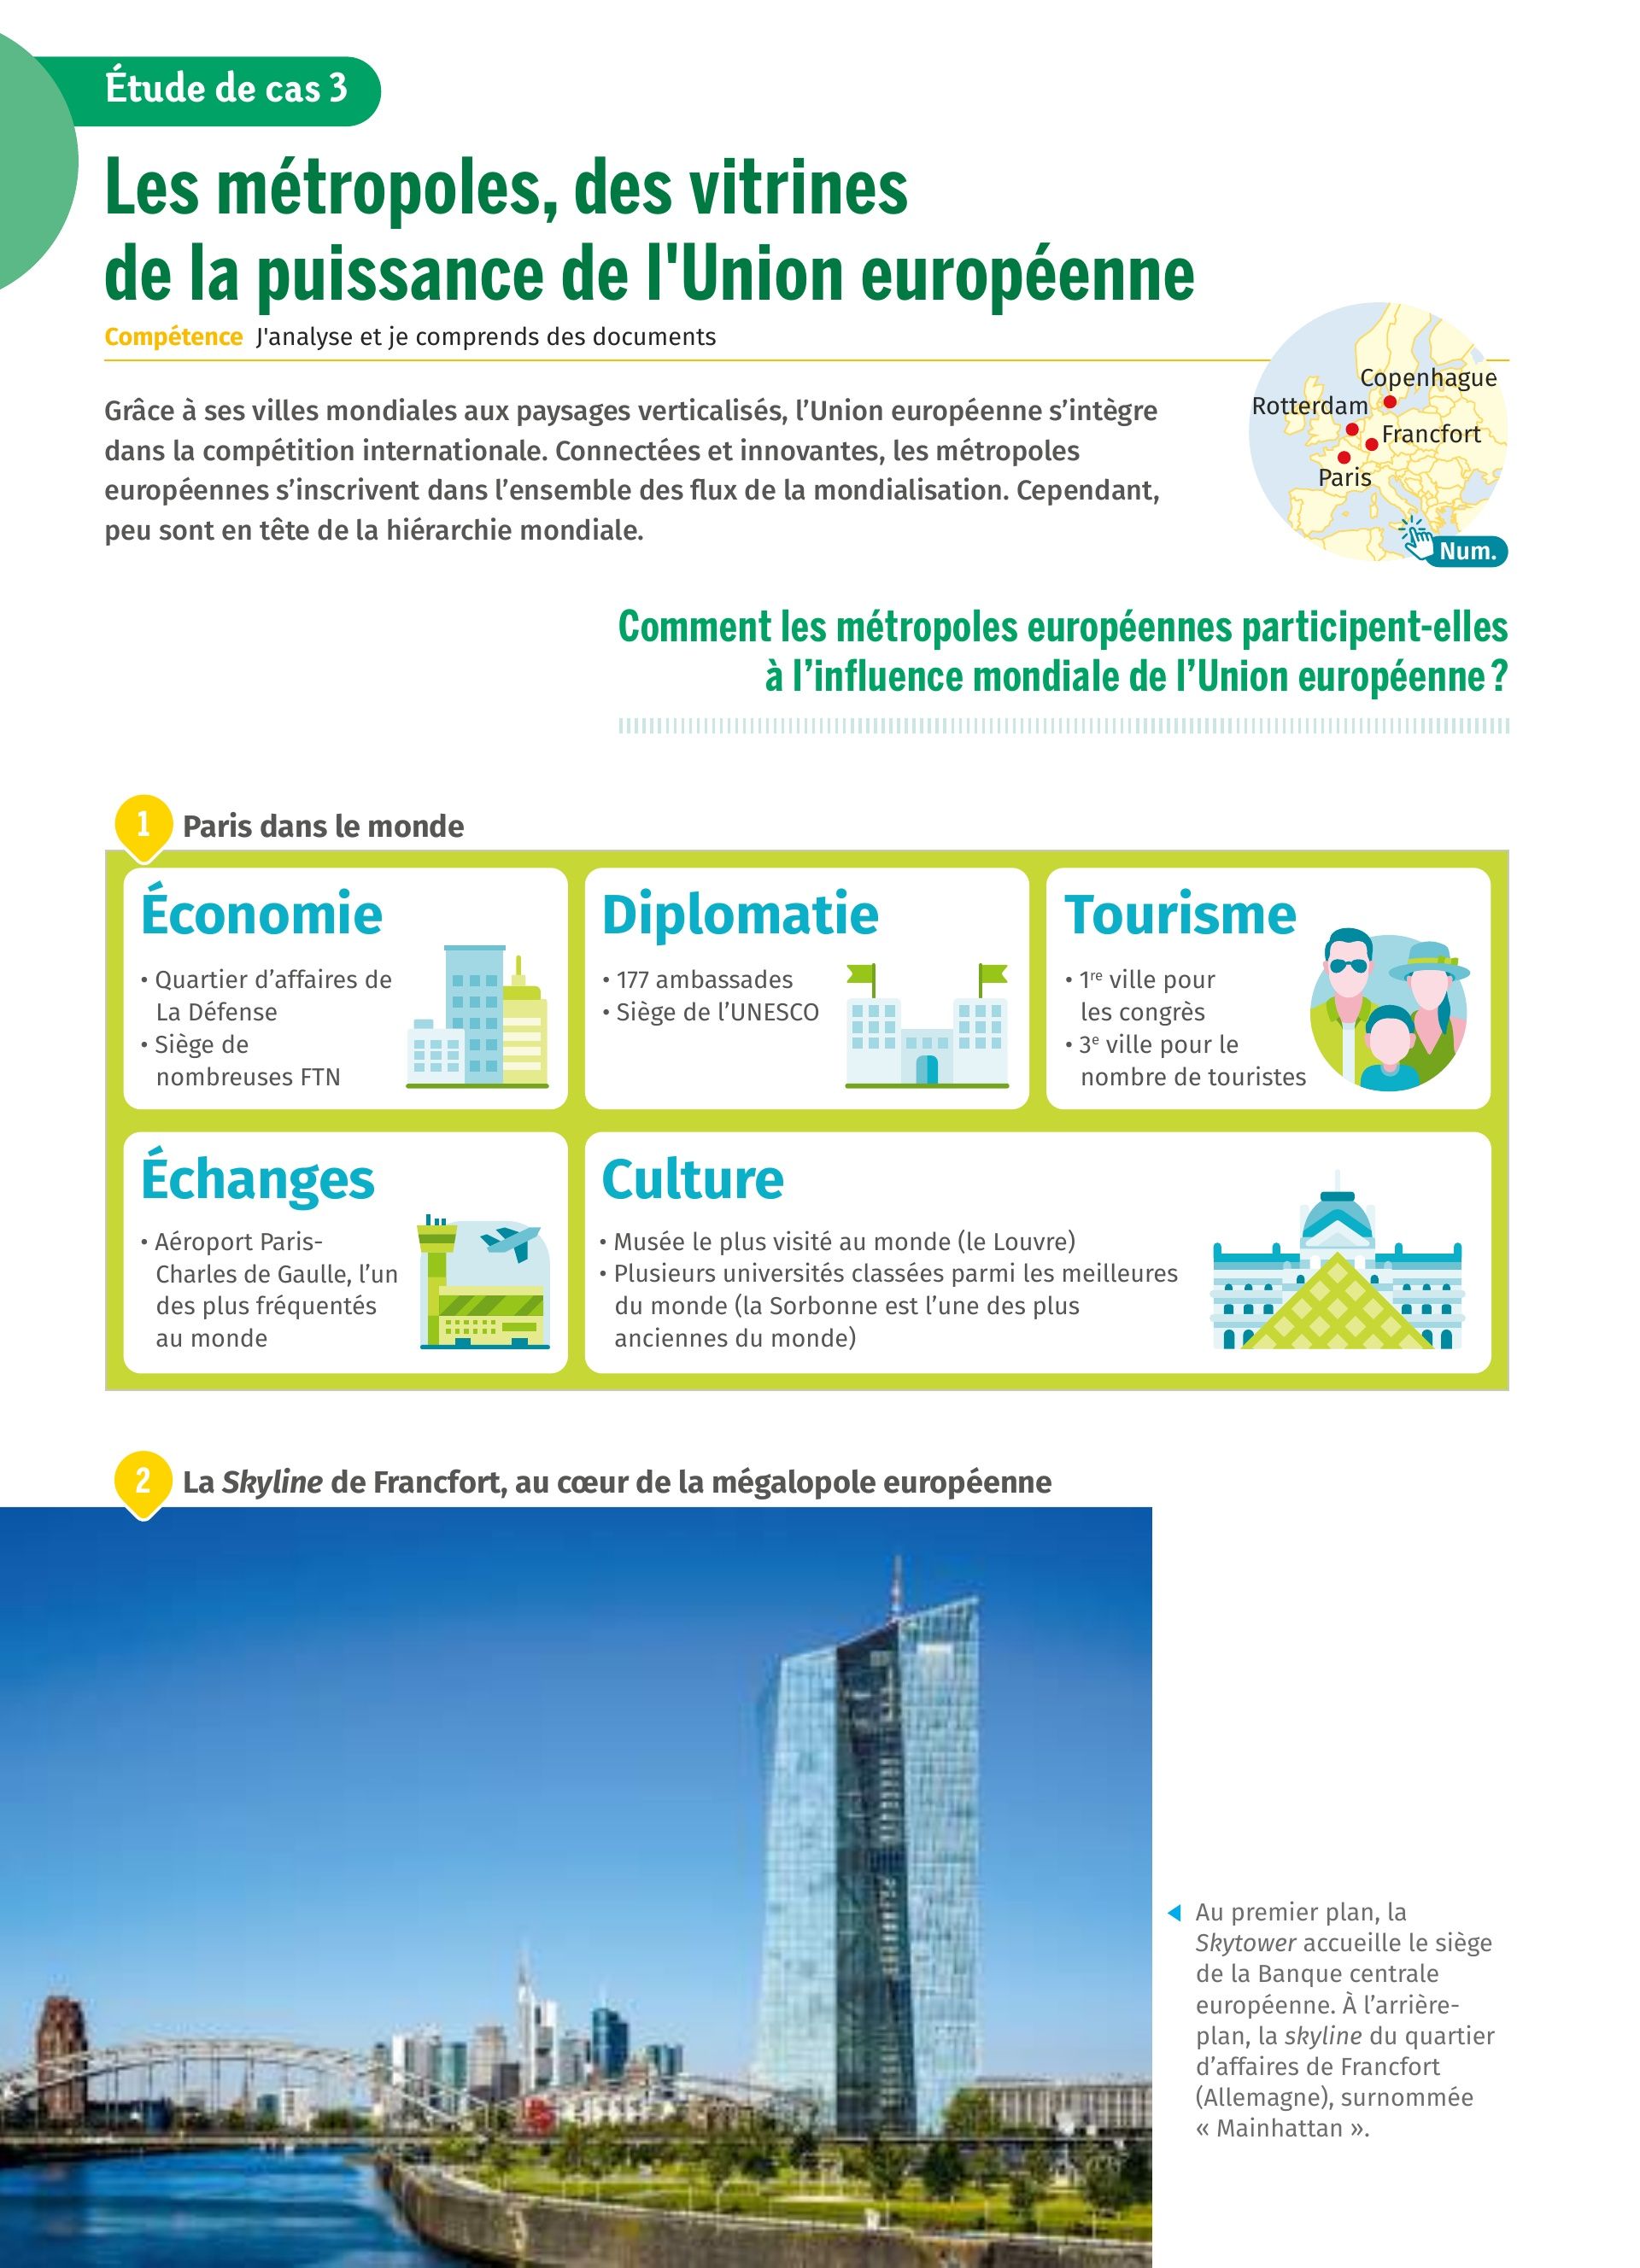 Étude de cas 3
Les métropoles, des vitrines
de la puissance de l'Union européenne
Compétence J'analyse et je comprends des documents
Grâce à ses villes mondiales aux paysages verticalisés, l’Union européenne s’intègre
dans la compétition internationale. Connectées et innovantes, les métropoles
européennes s’inscrivent dans l’ensemble des flux de la mondialisation. Cependant,
peu sont en tête de la hiérarchie mondiale.
Copenhague
Rotterdam
Francfort
Paris
Num.
Comment les métropoles européennes participent-elles
à l’influence mondiale de l’Union européenne ?
1 Paris dans le monde
Économie
• Quartier d’affaires de
La Défense
• Siège de
nombreuses FTN
Diplomatie
• 177 ambassades
• Siège de l’UNESCO
Tourisme
• 1re ville pour
les congrès
• 3e ville pour le
nombre de touristes
Échanges
• Aéroport Paris-
Charles de Gaulle, l’un
des plus fréquentés
au monde
Culture
• Musée le plus visité au monde (le Louvre)
• Plusieurs universités classées parmi les meilleures
du monde (la Sorbonne est l’une des plus
anciennes du monde)
2 La Skyline de Francfort, au cœur de la mégalopole européenne
Au premier plan, la
Skytower accueille le siège
de la Banque centrale
européenne. À l’arrière-
plan, la skyline du quartier
d’affaires de Francfort
(Allemagne), surnommée
« Mainhattan ».